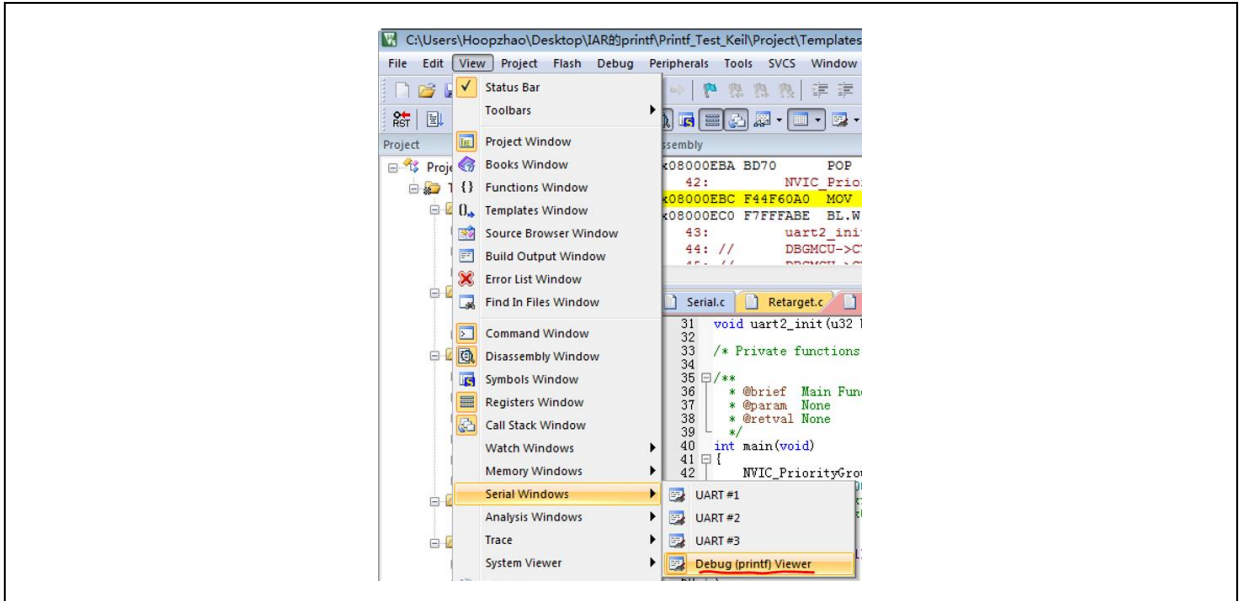 C:\Users\Hoopzhao\Desktop\IAR的printf\Printf_Test_Keil\Project\Templates
File Edit View Project Flash Debug Peripherals Tools SVCS Window
Status Bar
Toolbars
RST
Project
Project Window
Books Window
Functions Window
Templates Window
Source Browser Window
Build Output Window
Error List Window
Find In Files Window
Command Window
Disassembly Window
Symbols Window
Registers Window
Call Stack Window
Watch Windows
Memory Windows
Serial Windows
Analysis Windows
Trace
System Viewer
UART #1
UART #2
UART #3
Debug (printf) Viewer
Proje
ssembly
x08000EBA BD70 POP
42: NVIC_Prio
x08000EBC F44F60A0 MOV
x08000EC0 F7FFFABE BL.W
43: uart2_ini
44: // DBGMCU->C
Serial.c Retarget.c
31 void uart2_init(u32
32
33 /* Private functions
34
35 /**
36 * @brief Main Fun
37 * @param None
38 * @retval None
39 */
40 int main(void)
41 {
42 NVIC_PriorityGrou